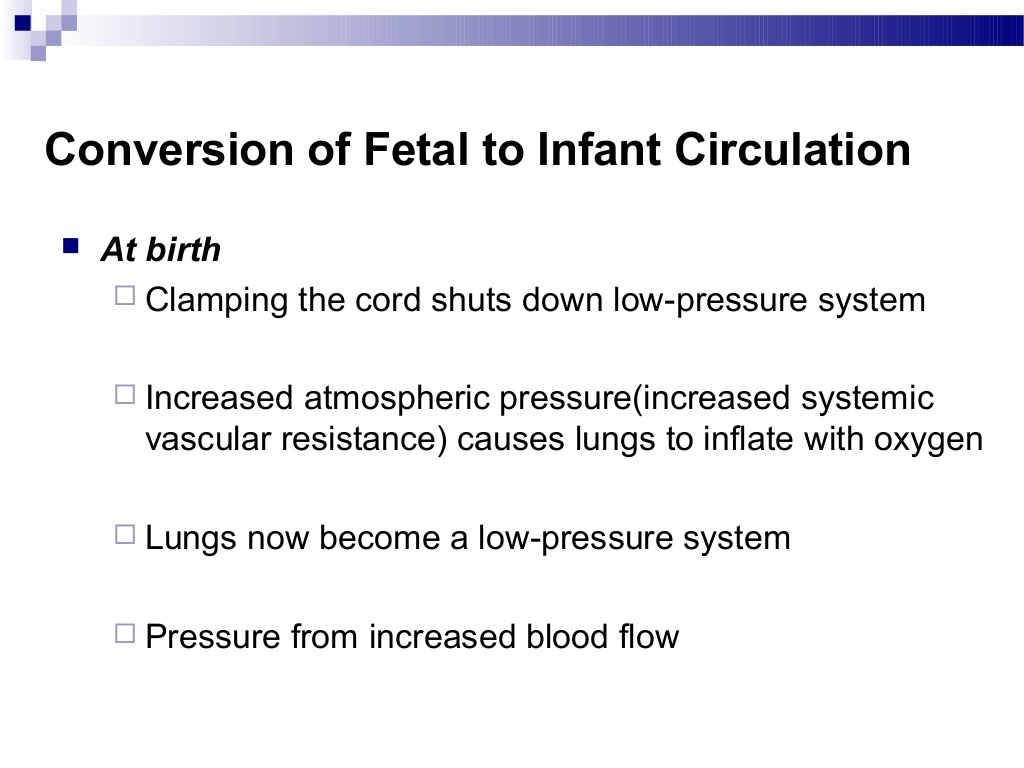 Conversion of Fetal to Infant Circulation
At birth
Clamping the cord shuts down low-pressure system
Increased atmospheric pressure(increased systemic
vascular resistance) causes lungs to inflate with oxygen
Lungs now become a low-pressure system
Pressure from increased blood flow